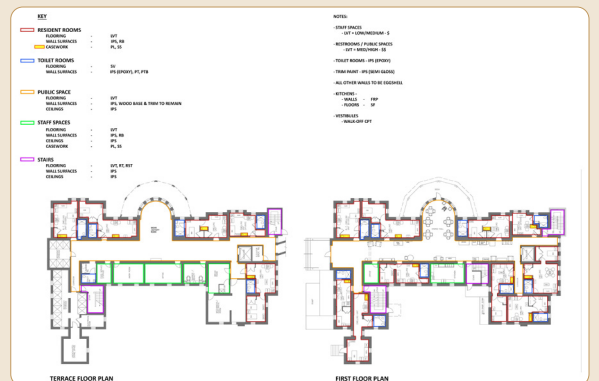 KEY
RESIDENT ROOMS
FLOORING - LVT
WALL SURFACES - IPS, RB
CASEWORK - PL, SS
TOILET ROOMS
FLOORING - SV
WALL SURFACES - IPS (EPOXY), PT, PTB
PUBLIC SPACE
FLOORING - LVT
WALL SURFACES - IPS, WOOD BASE & TRIM TO REMAIN
CEILINGS - IPS
STAFF SPACES
FLOORING - LVT
WALL SURFACES - IPS, RB
CEILINGS - IPS
CASEWORK - PL, SS
STAIRS
FLOORING - LVT, RT, RST
WALL SURFACES - IPS
CEILINGS - IPS
NOTES:
- STAFF SPACES
- LVT = LOW/MEDIUM - $
- RESTROOMS / PUBLIC SPACES
- LVT = MED/HIGH - $$
- TOILET ROOMS - IPS (EPOXY)
- TRIM PAINT - IPS (SEMI GLOSS)
- ALL OTHER WALLS TO BE EGGSHELL
- KITCHENS -
- WALLS - FRP
- FLOORS - SF
- VESTIBULES
- WALK-OFF CPT
TERRACE FLOOR PLAN
FIRST FLOOR PLAN